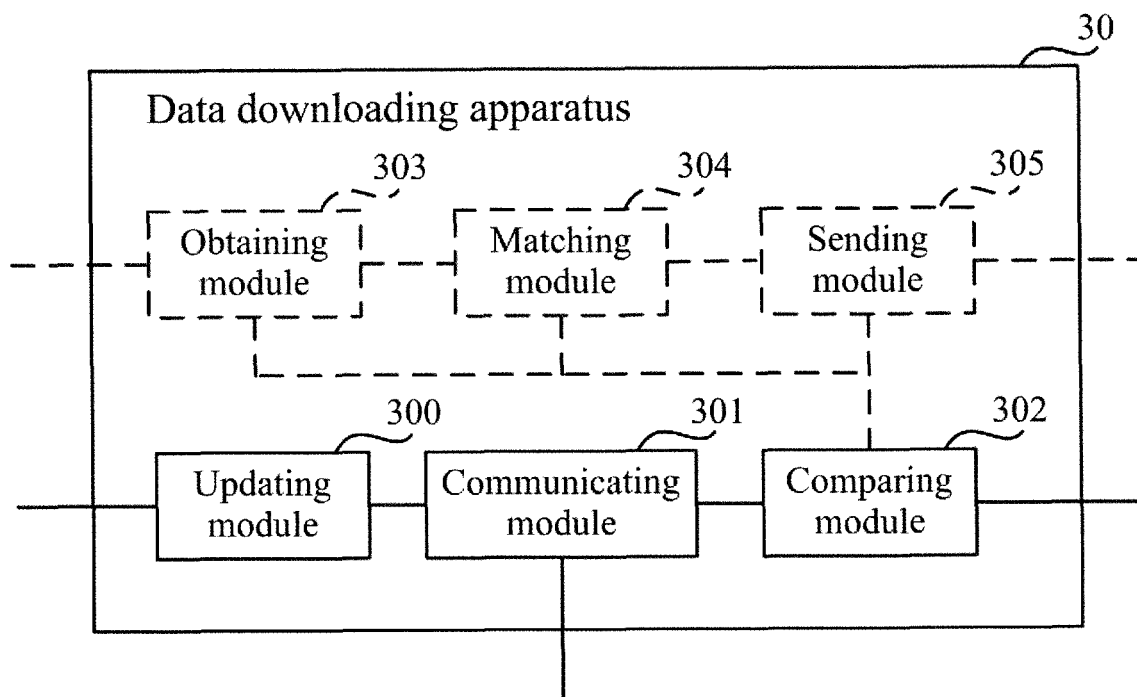 30
Data downloading apparatus
303
304
305
Obtaining
module
Matching
module
Sending
module
300
301
302
Updating
module
Communicating
module
Comparing
module